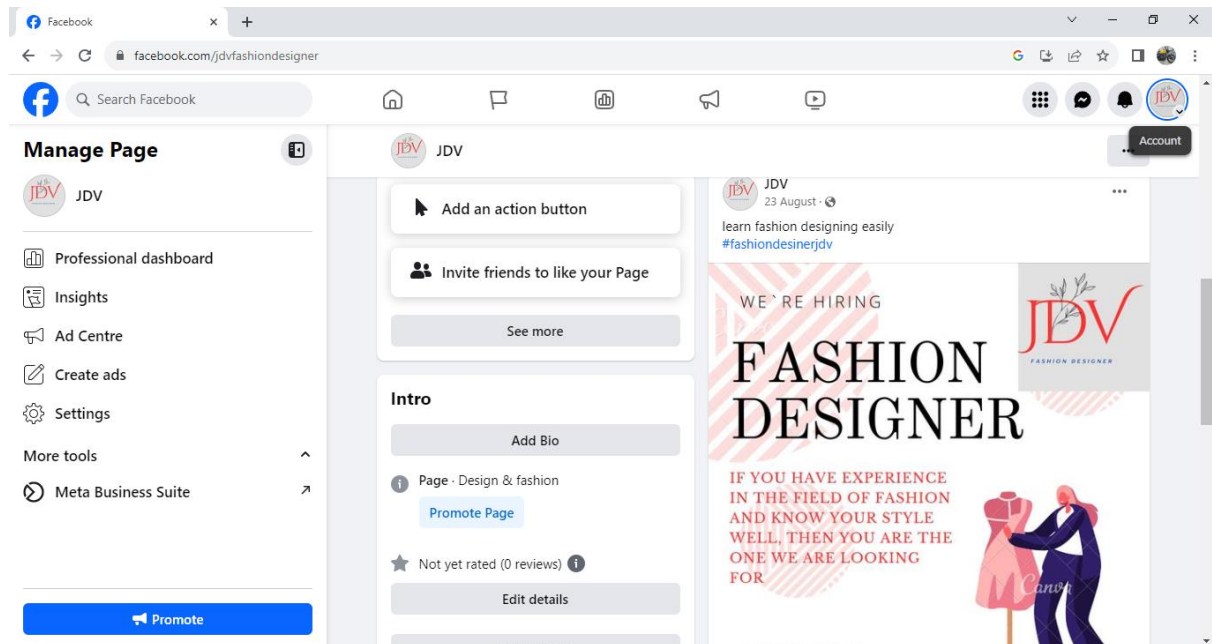 Facebook
facebook.com/jdvfashiondesigner
Search Facebook
Manage Page
JDV
Professional dashboard
Insights
Ad Centre
Create ads
Settings
More tools
Meta Business Suite
Promote
JDV
Account
Add an action button
Invite friends to like your Page
See more
Intro
Add Bio
Page · Design & fashion
Promote Page
Not yet rated (0 reviews)
Edit details
JDV
23 August ·
learn fashion designing easily
#fashiondesinerjdv
WE`RE HIRING
JDV
FASHION DESIGNER
FASHION
DESIGNER
IF YOU HAVE EXPERIENCE
IN THE FIELD OF FASHION
AND KNOW YOUR STYLE
WELL, THEN YOU ARE THE
ONE WE ARE LOOKING
FOR
Canva